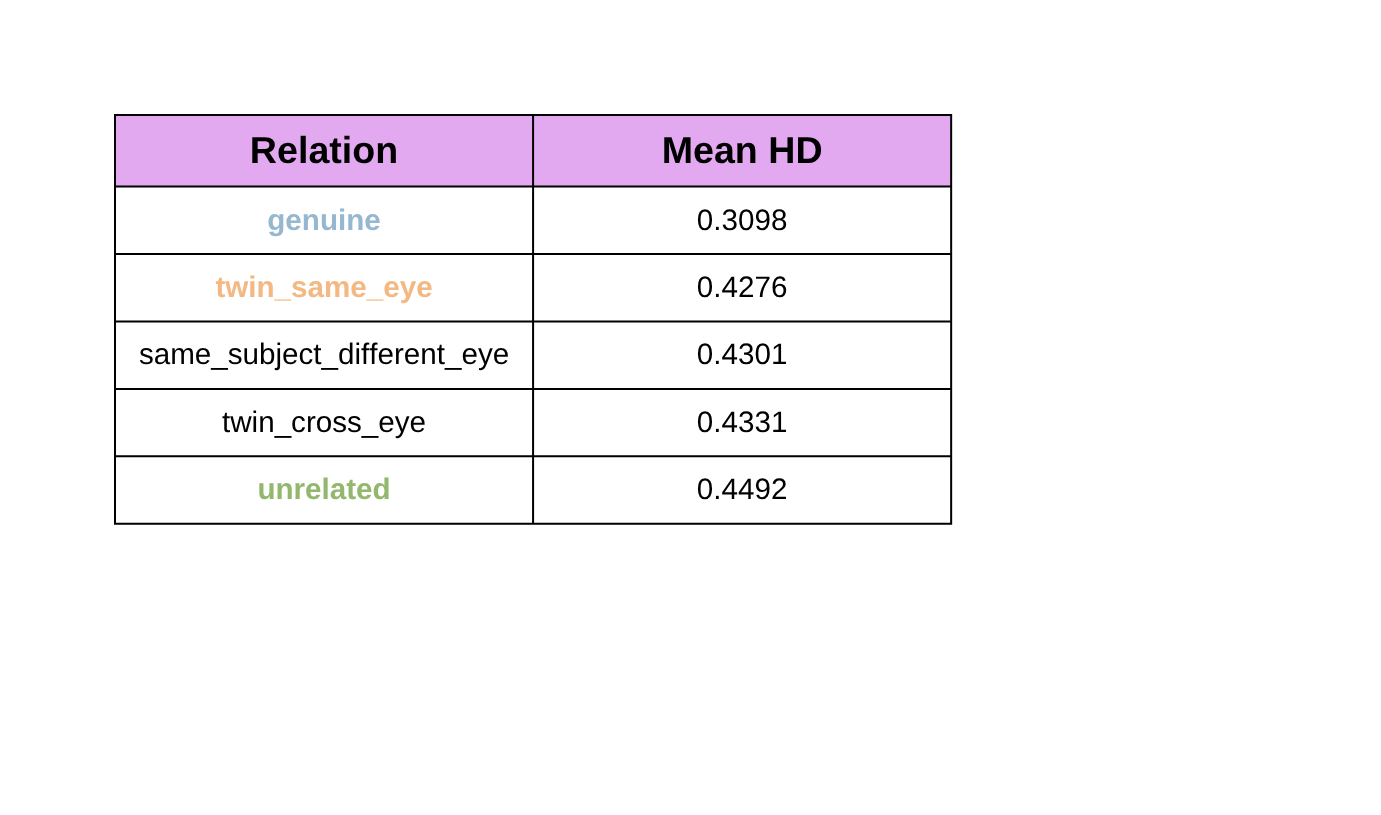 Relation Mean HD
genuine 0.3098
twin_same_eye 0.4276
same_subject_different_eye 0.4301
twin_cross_eye 0.4331
unrelated 0.4492